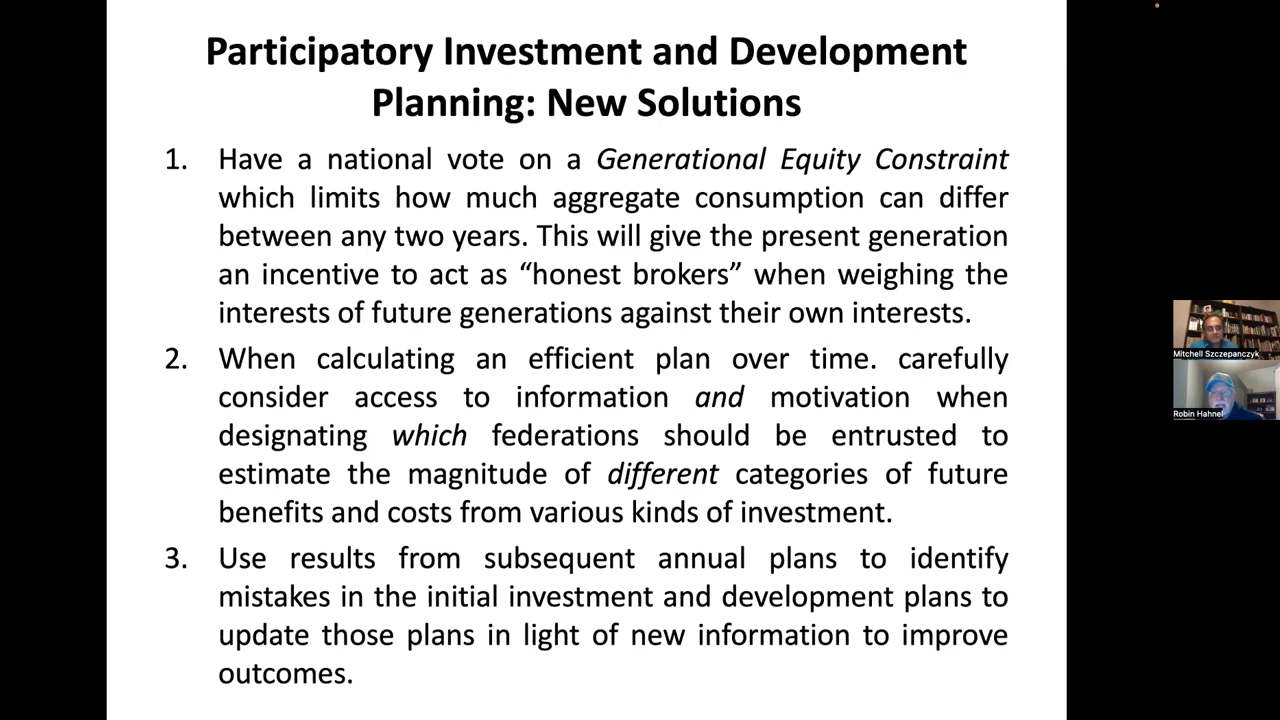 Participatory Investment and Development
Planning: New Solutions
1. Have a national vote on a Generational Equity Constraint
which limits how much aggregate consumption can differ
between any two years. This will give the present generation
an incentive to act as “honest brokers” when weighing the
interests of future generations against their own interests.
2. When calculating an efficient plan over time. carefully
consider access to information and motivation when
designating which federations should be entrusted to
estimate the magnitude of different categories of future
benefits and costs from various kinds of investment.
3. Use results from subsequent annual plans to identify
mistakes in the initial investment and development plans to
update those plans in light of new information to improve
outcomes.
Mitchell Szczepanczyk
Robin Hahnel